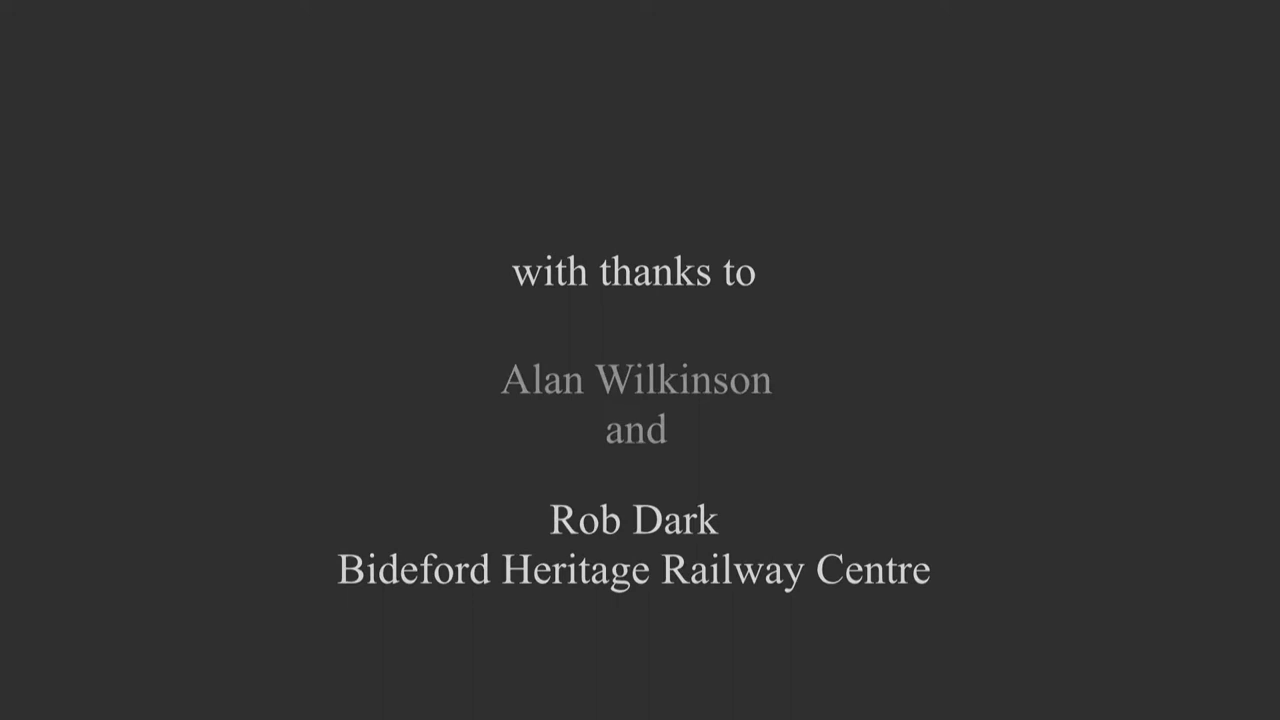 with thanks to
Alan Wilkinson
and
Rob Dark
Bideford Heritage Railway Centre